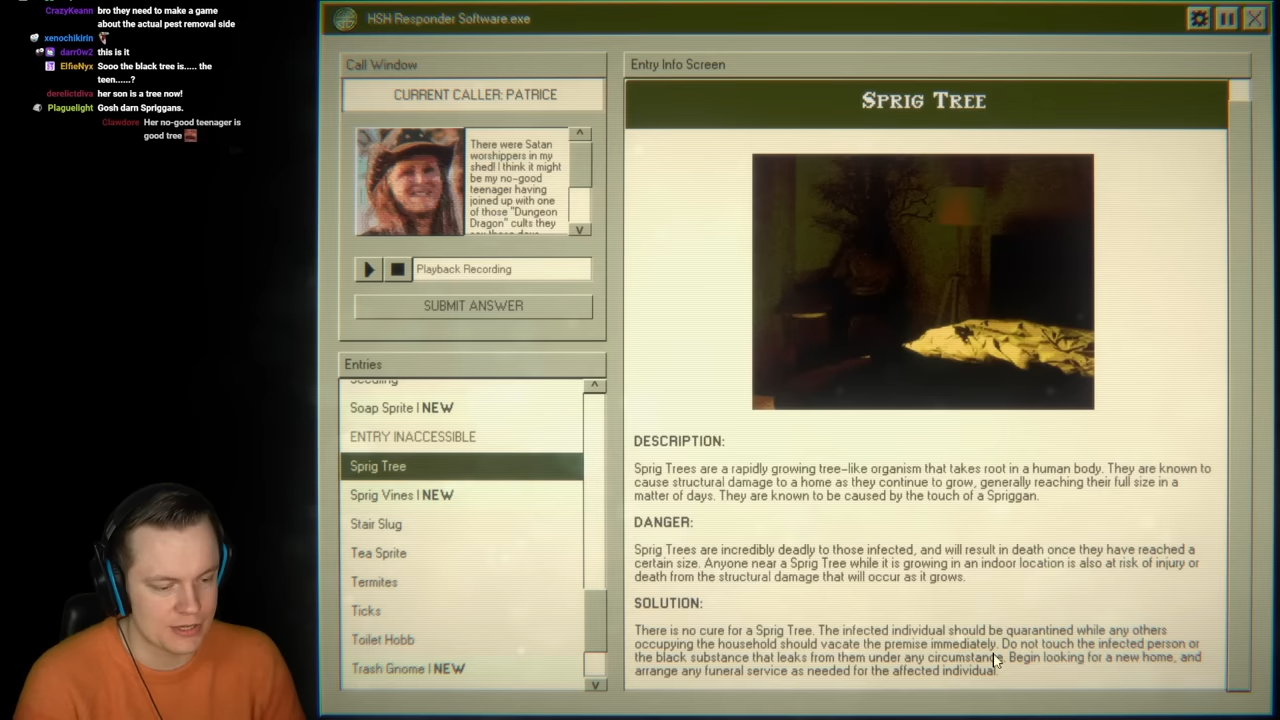 CrazyKeann bro they need to make a game
about the actual pest removal side
xenochikirin
darr0w2 this is it
ElfieNyx Sooo the black tree is..... the
teen......?
derelictdiva her son is a tree now!
Plaguelight Gosh darn Spriggans.
Clawdore Her no-good teenager is
good tree
HSH Responder Software.exe
Call Window
CURRENT CALLER: PATRICE
There were Satan
worshippers in my
shed! I think it might
be my no-good
teenager having
joined up with one
of those "Dungeon
Dragon" cults they
say these days
Playback Recording
SUBMIT ANSWER
Entries
Seedling
Soap Sprite | NEW
ENTRY INACCESSIBLE
Sprig Tree
Sprig Vines | NEW
Stair Slug
Tea Sprite
Termites
Ticks
Toilet Hobb
Trash Gnome | NEW
Entry Info Screen
SPRIG TREE
DESCRIPTION:
Sprig Trees are a rapidly growing tree-like organism that takes root in a human body. They are known to
cause structural damage to a home as they continue to grow, generally reaching their full size in a
matter of days. They are known to be caused by the touch of a Spriggan.
DANGER:
Sprig Trees are incredibly deadly to those infected, and will result in death once they have reached a
certain size. Anyone near a Sprig Tree while it is growing in an indoor location is also at risk of injury or
death from the structural damage that will occur as it grows.
SOLUTION:
There is no cure for a Sprig Tree. The infected individual should be quarantined while any others
occupying the household should vacate the premise immediately. Do not touch the infected person or
the black substance that leaks from them under any circumstance. Begin looking for a new home, and
arrange any funeral service as needed for the affected individual.